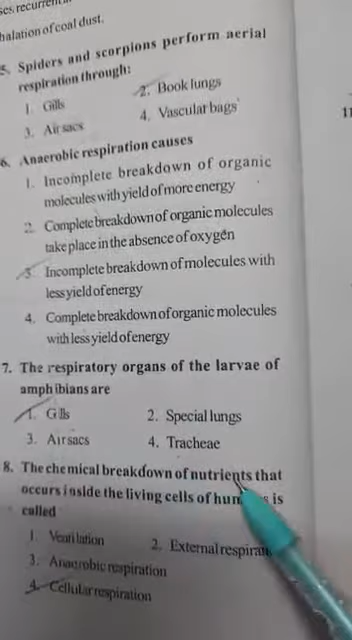 halation of coal dust.
5. Spiders and scorpions perform aerial
respiration through:
1. Gills
2. Book lungs
3. Air sacs
4. Vascular bags
6. Anaerobic respiration causes
1. Incomplete breakdown of organic
molecules with yield of more energy
2. Complete breakdown of organic molecules
take place in the absence of oxygen
3. Incomplete breakdown of molecules with
less yield of energy
4. Complete breakdown of organic molecules
with less yield of energy
7. The respiratory organs of the larvae of
amphibians are
1. Gills
2. Special lungs
3. Air sacs
4. Tracheae
8. The chemical breakdown of nutrients that
occurs inside the living cells of is
called
1. Ventilation
2. External
3. Anaerobic respiration
4. Cellular respiration
11